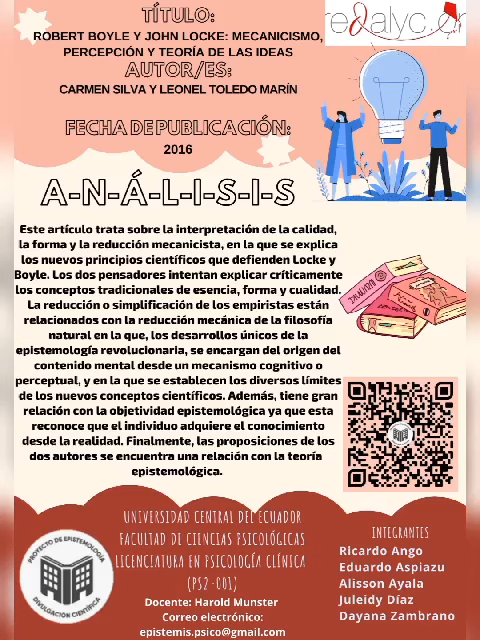 TÍTULO:
redalyc.or
ROBERT BOYLE Y JOHN LOCKE: MECANICISMO,
PERCEPCIÓN Y TEORÍA DE LAS IDEAS
AUTOR/ES:
CARMEN SILVA Y LEONEL TOLEDO MARÍN
FECHA DE PUBLICACIÓN:
2016
A-N-Á-L-I-S-I-S
Este artículo trata sobre la interpretación de la calidad,
la forma y la reducción mecanicista, en la que se explica
los nuevos principios científicos que defienden Locke y
Boyle. Los dos pensadores intentan explicar críticamente
los conceptos tradicionales de esencia, forma y cualidad.
La reducción o simplificación de los empiristas están
relacionados con la reducción mecánica de la filosofía
natural en la que, los desarrollos únicos de la
epistemología revolucionaria, se encargan del origen del
contenido mental desde un mecanismo cognitivo o
perceptual, y en la que se establecen los diversos límites
de los nuevos conceptos científicos. Además, tiene gran
relación con la objetividad epistemológica ya que esta
reconoce que el individuo adquiere el conocimiento
desde la realidad. Finalmente, las proposiciones de los
dos autores se encuentra una relación con la teoría
epistemológica.
UNIVERSIDAD CENTRAL DEL ECUADOR
FACULTAD DE CIENCIAS PSICOLÓGICAS
LICENCIATURA EN PSICOLOGÍA CLÍNICA
(PS2-001)
Docente: Harold Munster
Correo electrónico:
epistemis.psico@gmail.com
PROYECTO DE EPISTEMOLOGÍA
DIVULGACIÓN CIENTÍFICA
INTEGRANTES
Ricardo Ango
Eduardo Aspiazu
Alisson Ayala
Juleidy Díaz
Dayana Zambrano